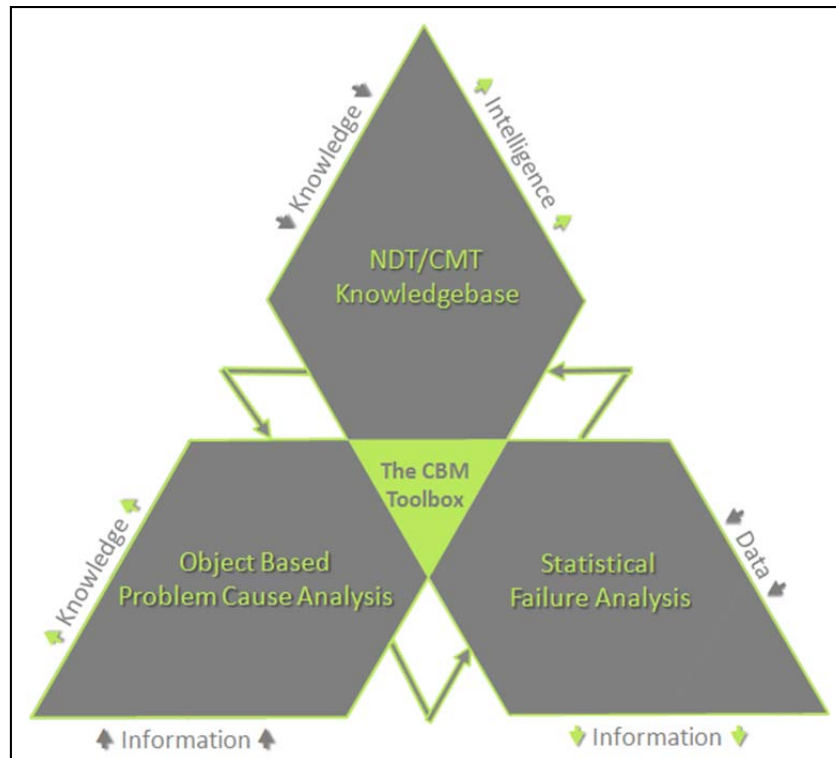 Knowledge
Intelligence
NDT/CMT
Knowledgebase
The CBM
Toolbox
Knowledge
Object Based
Problem Cause Analysis
Statistical
Failure Analysis
Data
Information
Information